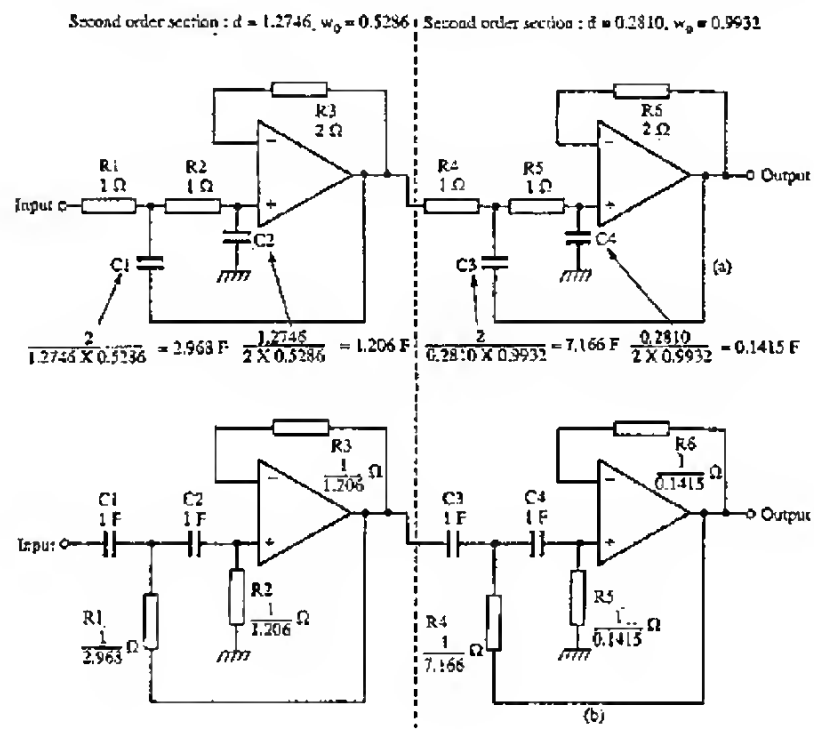 Second order section : d = 1.2746, w₀ = 0.5286
Second order section : d = 0.2810, w₀ = 0.9932
R3
2 Ω
R6
2 Ω
R1
1 Ω
R2
1 Ω
R4
1 Ω
R5
1 Ω
−
+
−
+
Input
Output
C1
C2
C3
C4
(a)
2 / 1.2746 X 0.5286 = 2.968 F
1.2746 / 2 X 0.5286 = 1.206 F
2 / 0.2810 X 0.9932 = 7.166 F
0.2810 / 2 X 0.9932 = 0.1415 F
R3
1 / 1.206 Ω
R6
1 / 0.1415 Ω
C1
1 F
C2
1 F
C3
1 F
C4
1 F
−
+
−
+
Input
Output
R1
1 / 2.968 Ω
R2
1 / 1.206 Ω
R4
1 / 7.166 Ω
R5
1 / 0.1415 Ω
(b)